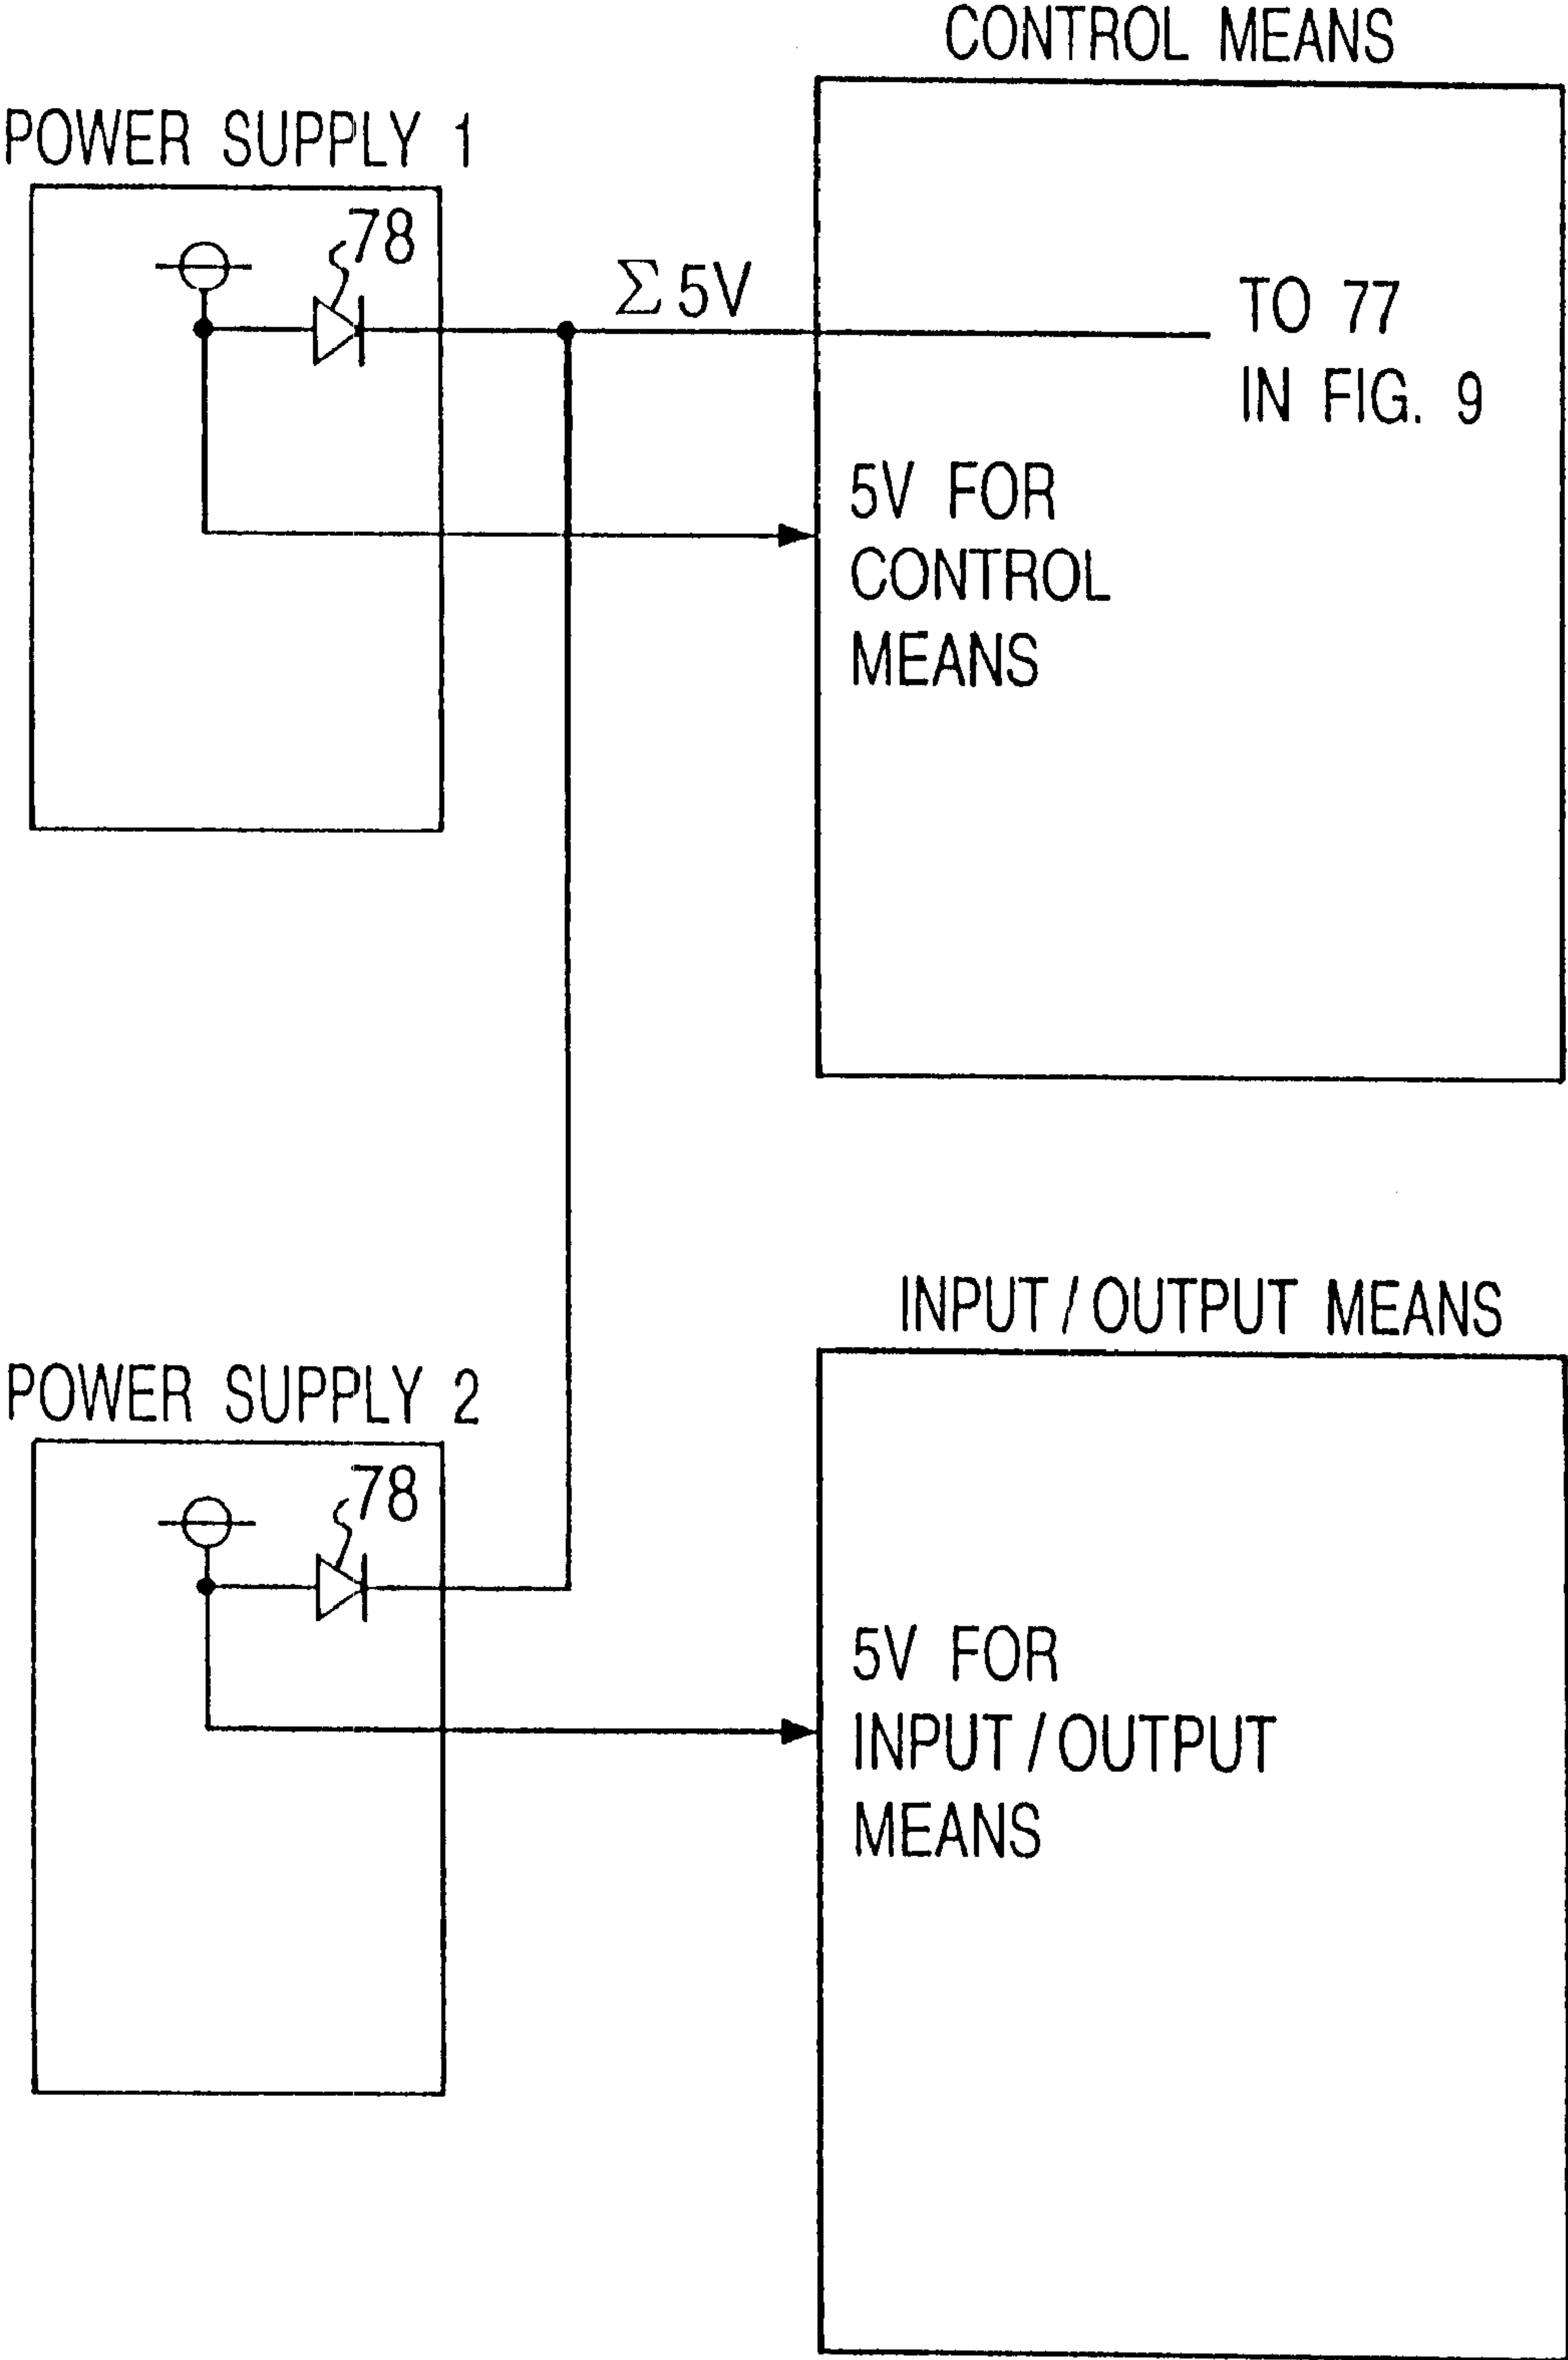 CONTROL MEANS
POWER SUPPLY 1
78
Σ 5V
TO 77
IN FIG. 9
5V FOR
CONTROL
MEANS
INPUT / OUTPUT MEANS
POWER SUPPLY 2
78
5V FOR
INPUT / OUTPUT
MEANS